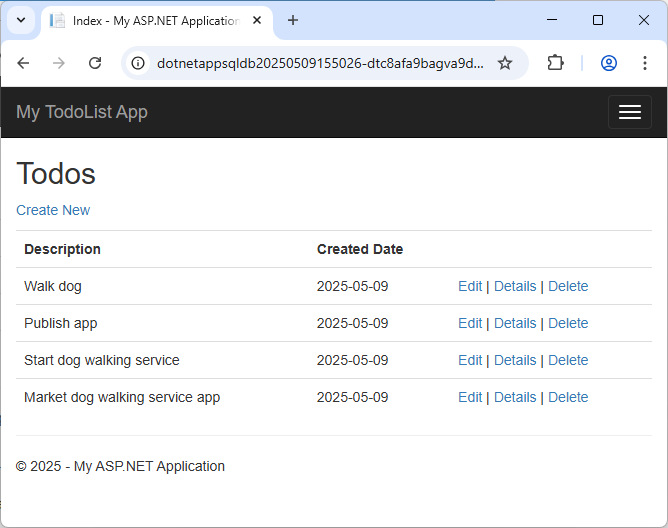 Index - My ASP.NET Application
dotnetappsqldb20250509155026-dtc8afa9bagva9d...
My TodoList App
Todos
Create New
Description Created Date
Walk dog 2025-05-09 Edit | Details | Delete
Publish app 2025-05-09 Edit | Details | Delete
Start dog walking service 2025-05-09 Edit | Details | Delete
Market dog walking service app 2025-05-09 Edit | Details | Delete
© 2025 - My ASP.NET Application